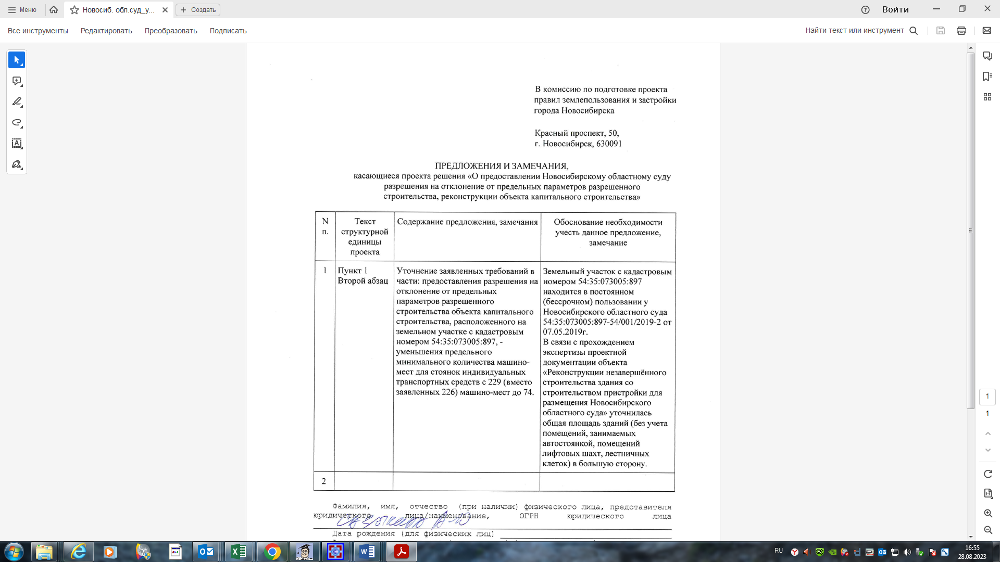 Меню
Новосиб. обл.суд_у...
Создать
Войти
Все инструменты
Редактировать
Преобразовать
Подписать
Найти текст или инструмент
В комиссию по подготовке проекта
правил землепользования и застройки
города Новосибирска
Красный проспект, 50,
г. Новосибирск, 630091
ПРЕДЛОЖЕНИЯ И ЗАМЕЧАНИЯ,
касающиеся проекта решения «О предоставлении Новосибирскому областному суду
разрешения на отклонение от предельных параметров разрешенного
строительства, реконструкции объекта капитального строительства»
N
п.
Текст
структурной
единицы
проекта
Содержание предложения, замечания
Обоснование необходимости
учесть данное предложение,
замечание
1
Пункт 1
Второй абзац
Уточнение заявленных требований в
части: предоставления разрешения на
отклонение от предельных
параметров разрешенного
строительства объекта капитального
строительства, расположенного на
земельном участке с кадастровым
номером 54:35:073005:897, -
уменьшения предельного
минимального количества машино-
мест для стоянок индивидуальных
транспортных средств с 229 (вместо
заявленных 226) машино-мест до 74.
Земельный участок с кадастровым
номером 54:35:073005:897
находится в постоянном
(бессрочном) пользовании у
Новосибирского областного суда
54:35:073005:897-54/001/2019-2 от
07.05.2019г.
В связи с прохождением
экспертизы проектной
документации объекта
«Реконструкции незавершённого
строительства здания со
строительством пристройки для
размещения Новосибирского
областного суда» уточнилась
общая площадь зданий (без учета
помещений, занимаемых
автостоянкой, помещений
лифтовых шахт, лестничных
клеток) в большую сторону.
2
Фамилия, имя, отчество (при наличии) физического лица, представителя
юридического лица/наименование, ОГРН юридического лица
Дата рождения (для физических лиц)
1
1
RU
16:55
28.08.2023